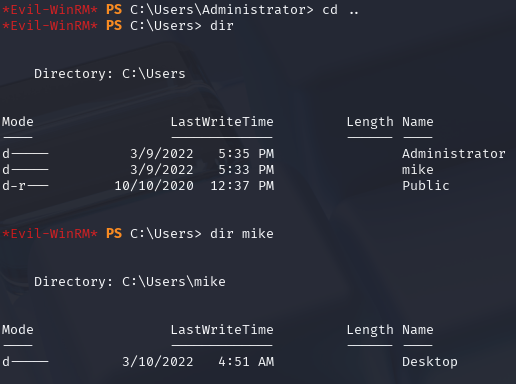 *Evil-WinRM* PS C:\Users\Administrator> cd ..
*Evil-WinRM* PS C:\Users> dir
Directory: C:\Users
Mode LastWriteTime Length Name
---- ------------- ------ ----
d----- 3/9/2022 5:35 PM Administrator
d----- 3/9/2022 5:33 PM mike
d-r--- 10/10/2020 12:37 PM Public
*Evil-WinRM* PS C:\Users> dir mike
Directory: C:\Users\mike
Mode LastWriteTime Length Name
---- ------------- ------ ----
d----- 3/10/2022 4:51 AM Desktop